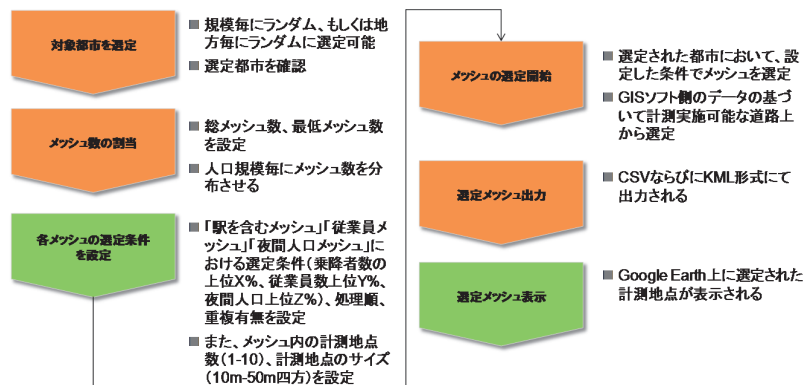 対象都市を選定
■ 規模毎にランダム、もしくは地
方毎にランダムに選定可能
■ 選定都市を確認
メッシュ数の割当
■ 総メッシュ数、最低メッシュ数
を設定
■ 人口規模毎にメッシュ数を分
布させる
各メッシュの選定条件
を設定
■ 「駅を含むメッシュ」「従業員
メッシュ」「夜間人口メッシュ」に
おける選定条件(乗降者数の
上位X%、従業員数上位Y%、
夜間人口上位Z%)、処理順、
重複有無を設定
■ また、メッシュ内の計測地点
数(1-10)、計測地点のサイズ
(10m-50m四方)を設定
メッシュの選定開始
■ 選定された都市において、設
定した条件でメッシュを選定
■ GISソフト側のデータの基づ
いて計測実施可能な道路上
から選定
選定メッシュ出力
■ CSVならびにKML形式にて
出力される
選定メッシュ表示
■ Google Earth上に選定された
計測地点が表示される